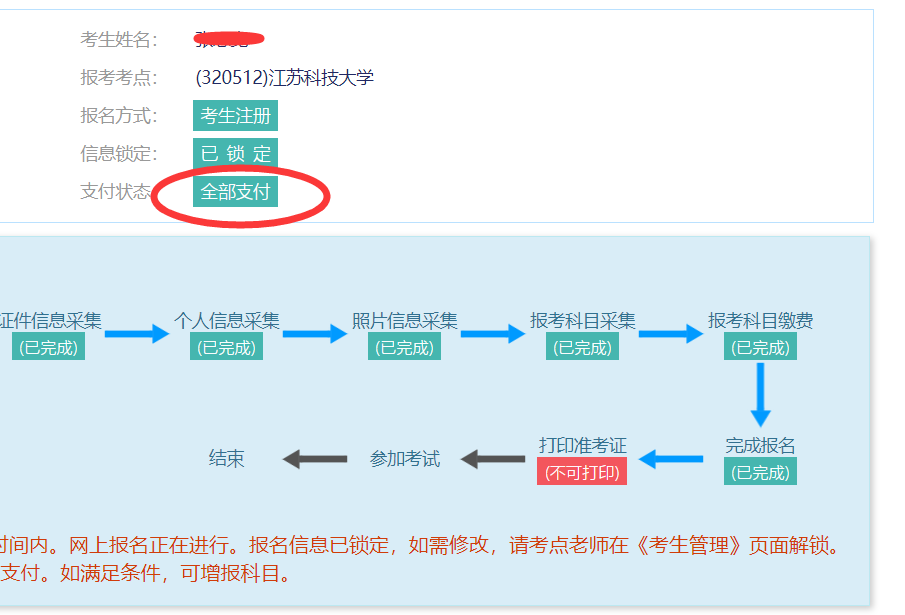 考生姓名：
报考考点： (320512)江苏科技大学
报名方式： 考生注册
信息锁定： 已 锁 定
支付状态 全部支付
证件信息采集 个人信息采集 照片信息采集 报考科目采集 报考科目缴费
(已完成) (已完成) (已完成) (已完成) (已完成)
结束 参加考试 打印准考证 完成报名
(不可打印) (已完成)
时间内。网上报名正在进行。报名信息已锁定，如需修改，请考点老师在《考生管理》页面解锁。
支付。如满足条件，可增报科目。